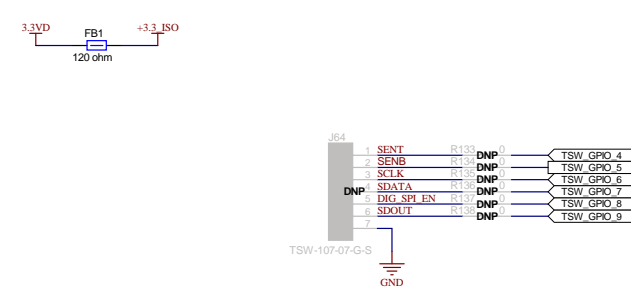 3.3VD FB1 +3.3_ISO
120 ohm
J64
1 SENT R133 DNP 0 TSW_GPIO_4
2 SENB R134 DNP 0 TSW_GPIO_5
3 SCLK R135 DNP 0 TSW_GPIO_6
DNP 4 SDATA R136 DNP 0 TSW_GPIO_7
5 DIG_SPI_EN R137 DNP 0 TSW_GPIO_8
6 SDOUT R138 DNP 0 TSW_GPIO_9
7
TSW-107-07-G-S
GND